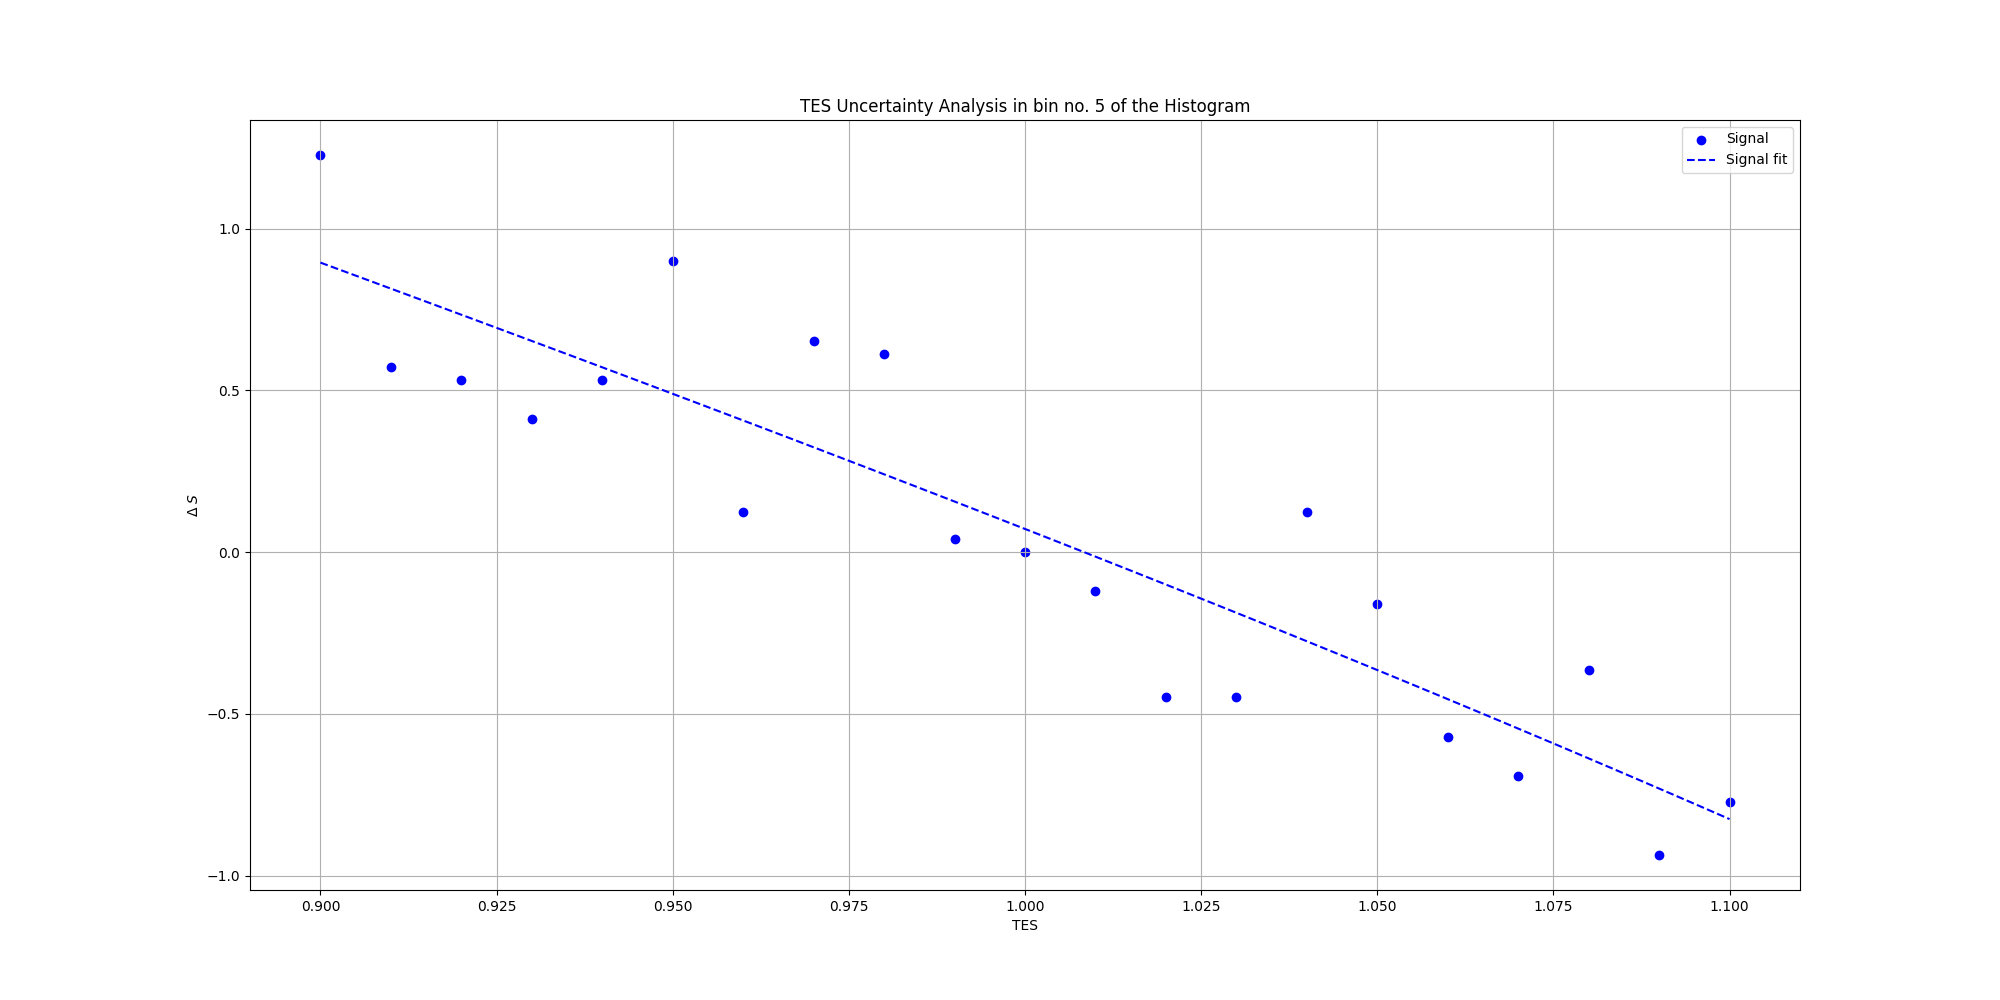 TES Uncertainty Analysis in bin no. 5 of the Histogram
Signal
Signal fit
1.0
0.5
0.0
−0.5
−1.0
Δ S
0.900 0.925 0.950 0.975 1.000 1.025 1.050 1.075 1.100
TES